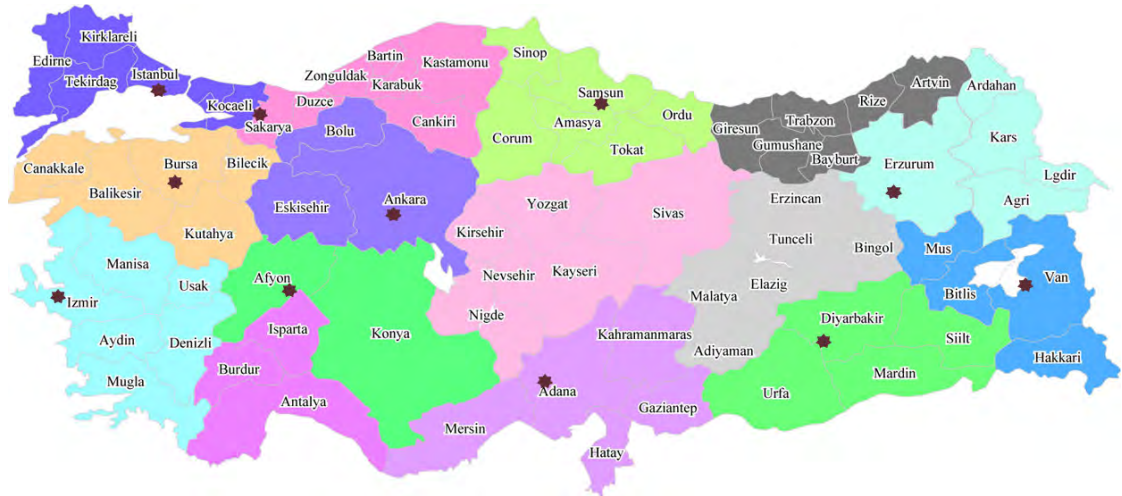 Kirklareli
Edirne
Istanbul
Tekirdag
Kocaeli
Sakarya
Duzce
Zonguldak
Bartin
Kastamonu
Karabuk
Cankiri
Bolu
Sinop
Samsun
Amasya
Ordu
Corum
Tokat
Giresun
Trabzon
Rize
Artvin
Gumushane
Bayburt
Ardahan
Kars
Erzurum
Lgdir
Agri
Canakkale
Bursa
Bilecik
Balikesir
Kutahya
Eskisehir
Ankara
Kirsehir
Yozgat
Sivas
Nevsehir
Kayseri
Nigde
Erzincan
Tunceli
Bingol
Elazig
Malatya
Adiyaman
Mus
Van
Bitlis
Hakkari
Manisa
Usak
Izmir
Aydin
Denizli
Mugla
Afyon
Konya
Isparta
Burdur
Antalya
Kahramanmaras
Adana
Mersin
Gaziantep
Hatay
Diyarbakir
Siilt
Mardin
Urfa